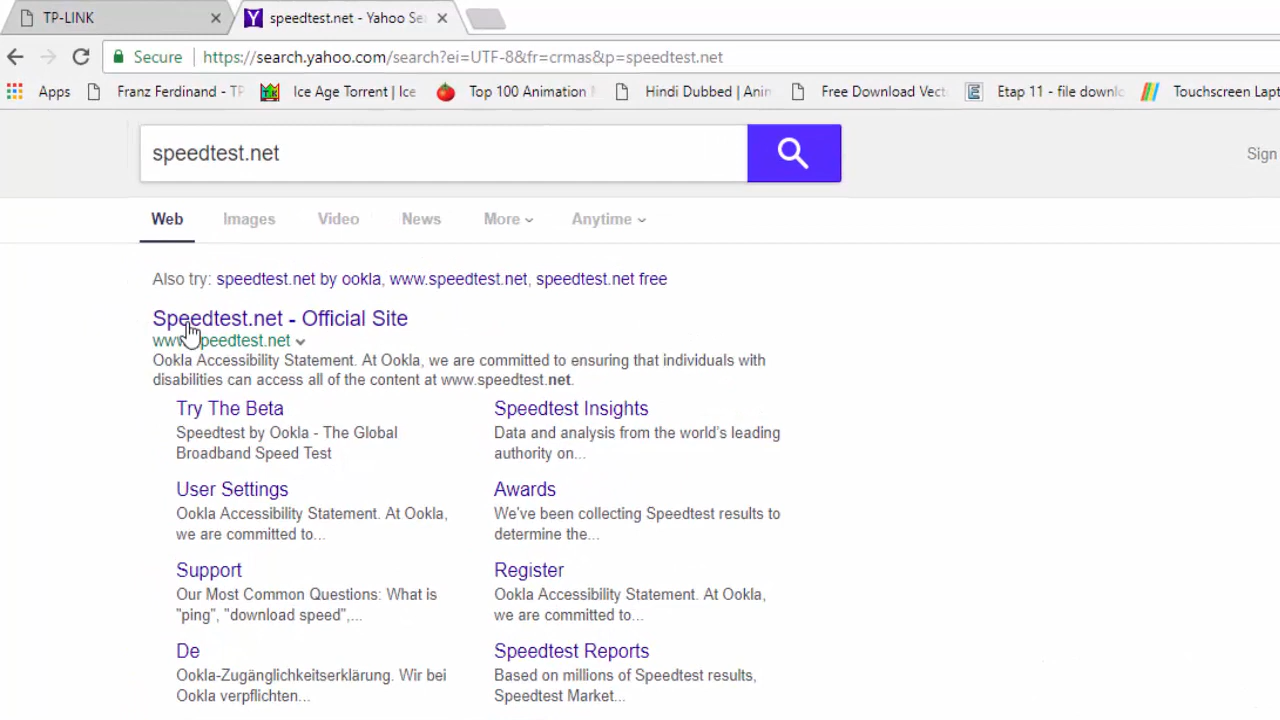 TP-LINK
speedtest.net - Yahoo Se
Secure https://search.yahoo.com/search?ei=UTF-8&fr=crmas&p=speedtest.net
Apps Franz Ferdinand - TP Ice Age Torrent | Ice Top 100 Animation Hindi Dubbed | Anim Free Download Vect Etap 11 - file downlo Touchscreen Lapt
speedtest.net
Sign
Web Images Video News More Anytime
Also try: speedtest.net by ookla, www.speedtest.net, speedtest.net free
Speedtest.net - Official Site
www.speedtest.net
Ookla Accessibility Statement. At Ookla, we are committed to ensuring that individuals with
disabilities can access all of the content at www.speedtest.net.
Try The Beta
Speedtest by Ookla - The Global
Broadband Speed Test
Speedtest Insights
Data and analysis from the world's leading
authority on...
User Settings
Ookla Accessibility Statement. At Ookla,
we are committed to...
Awards
We've been collecting Speedtest results to
determine the...
Support
Our Most Common Questions: What is
"ping", "download speed",...
Register
Ookla Accessibility Statement. At Ookla,
we are committed to...
De
Ookla-Zugänglichkeitserklärung. Wir bei
Ookla verpflichten...
Speedtest Reports
Based on millions of Speedtest results,
Speedtest Market...